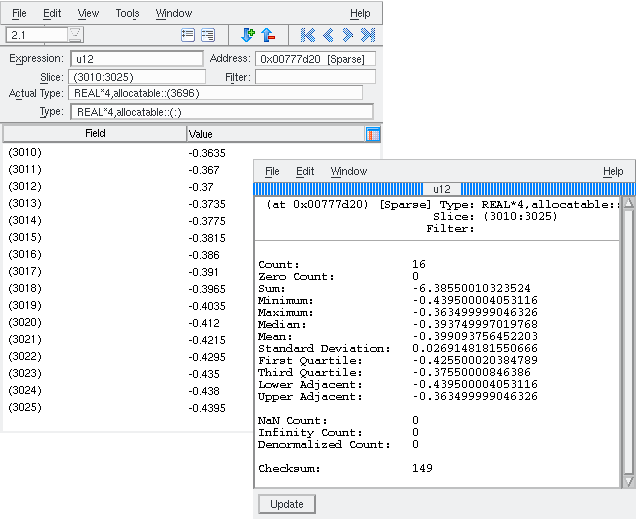 File Edit View Tools Window Help
2.1
Expression: u12 Address: 0x00777d20 [Sparse]
Slice: (3010:3025) Filter:
Actual Type: REAL*4,allocatable::(3696)
Type: REAL*4,allocatable::(:)
Field Value
(3010) -0.3635
(3011) -0.367
(3012) -0.37
(3013) -0.3735
(3014) -0.3775
(3015) -0.3815
(3016) -0.386
(3017) -0.391
(3018) -0.3965
(3019) -0.4035
(3020) -0.412
(3021) -0.4215
(3022) -0.4295
(3023) -0.435
(3024) -0.438
(3025) -0.4395
File Edit Window Help
u12
(at 0x00777d20) [Sparse] Type: REAL*4,allocatable::
Slice: (3010:3025)
Filter:
Count: 16
Zero Count: 0
Sum: -6.38550010323524
Minimum: -0.439500004053116
Maximum: -0.363499999046326
Median: -0.393749997019768
Mean: -0.399093756452203
Standard Deviation: 0.0269148181550666
First Quartile: -0.425500020384789
Third Quartile: -0.37550000846386
Lower Adjacent: -0.439500004053116
Upper Adjacent: -0.363499999046326
NaN Count: 0
Infinity Count: 0
Denormalized Count: 0
Checksum: 149
Update